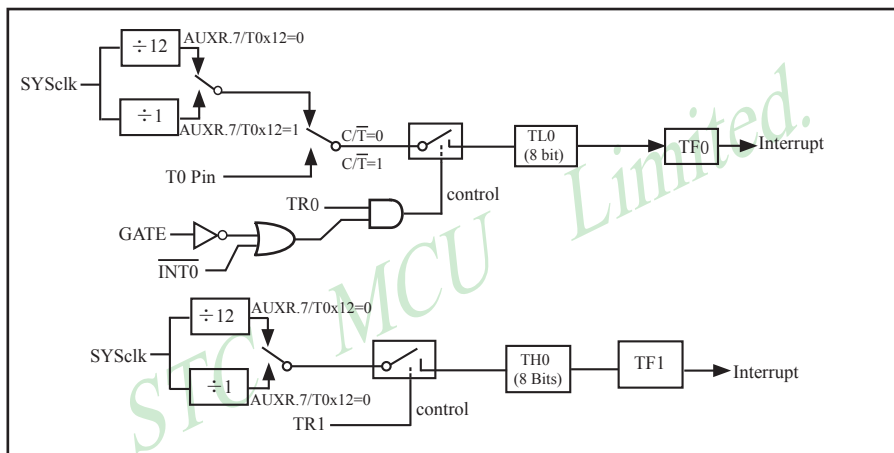 ÷12
AUXR.7/T0x12=0
SYSclk
÷1
AUXR.7/T0x12=1
C/T̅=0
C/T̅=1
T0 Pin
TL0
(8 bit)
TF0
Interrupt
control
TR0
GATE
I̅N̅T̅0̅
÷12
AUXR.7/T0x12=0
SYSclk
÷1
AUXR.7/T0x12=0
TH0
(8 Bits)
TF1
Interrupt
control
TR1
STC MCU Limited.